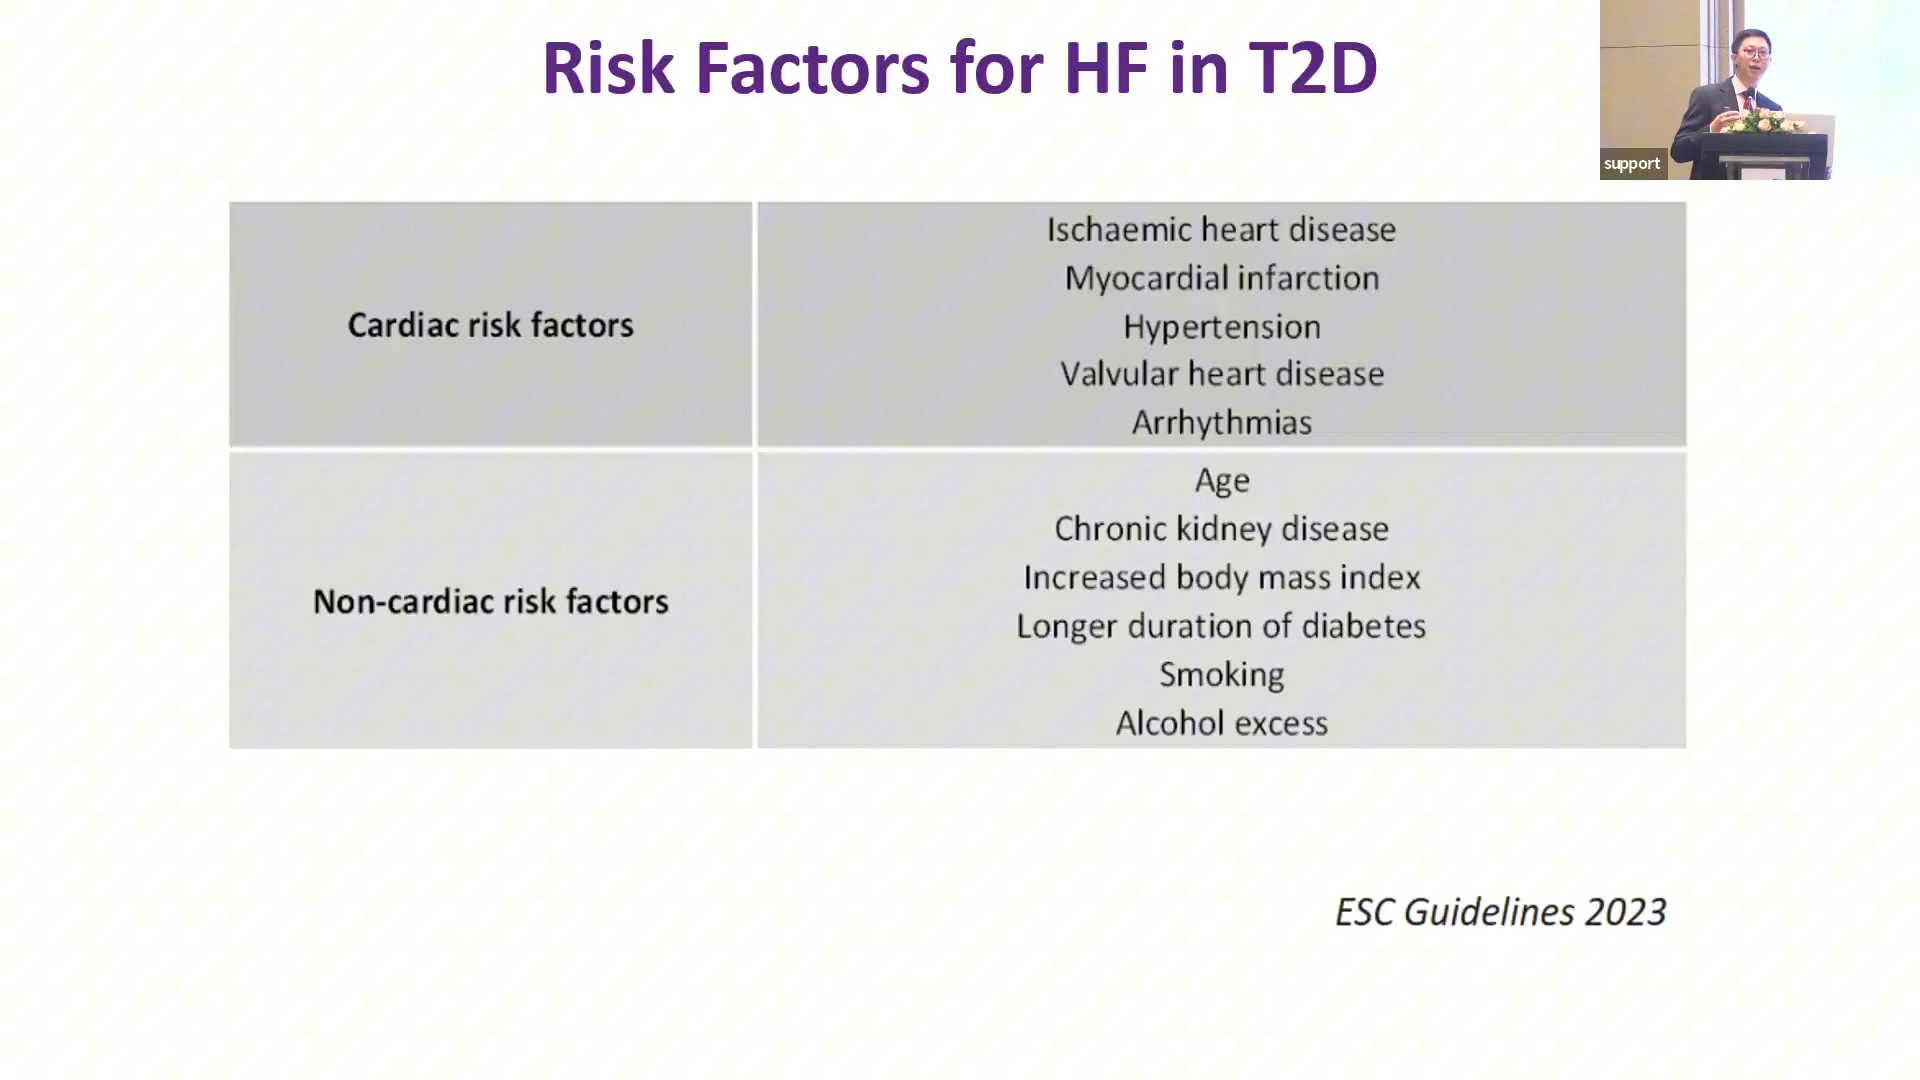 Risk Factors for HF in T2D
support
Cardiac risk factors
Ischaemic heart disease
Myocardial infarction
Hypertension
Valvular heart disease
Arrhythmias
Non-cardiac risk factors
Age
Chronic kidney disease
Increased body mass index
Longer duration of diabetes
Smoking
Alcohol excess
ESC Guidelines 2023